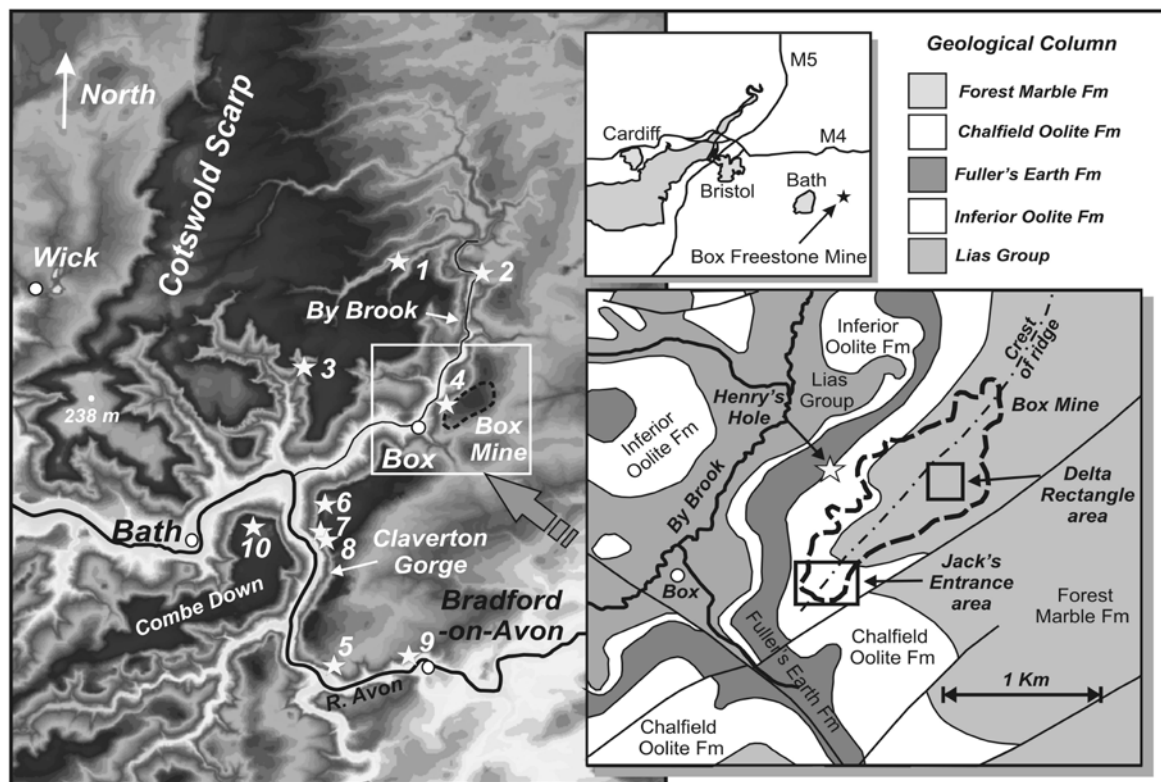 North
Cotswold Scarp
Wick
1
2
By Brook
3
4
238 m
Box
Mine
Box
6
7
8
Bath
10
Claverton
Gorge
Combe Down
Bradford
-on-Avon
5
9
R. Avon
M5
Cardiff
M4
Bristol
Bath
Box Freestone Mine
Geological Column
Forest Marble Fm
Chalfield Oolite Fm
Fuller's Earth Fm
Inferior Oolite Fm
Lias Group
Inferior
Oolite Fm
Crest
of ridge
Lias
Group
Henry's
Hole
Box Mine
Inferior
Oolite Fm
By Brook
Delta
Rectangle
area
Jack's
Entrance
area
Box
Forest
Marble Fm
Chalfield
Oolite Fm
Fuller's Earth Fm
1 Km
Chalfield
Oolite Fm